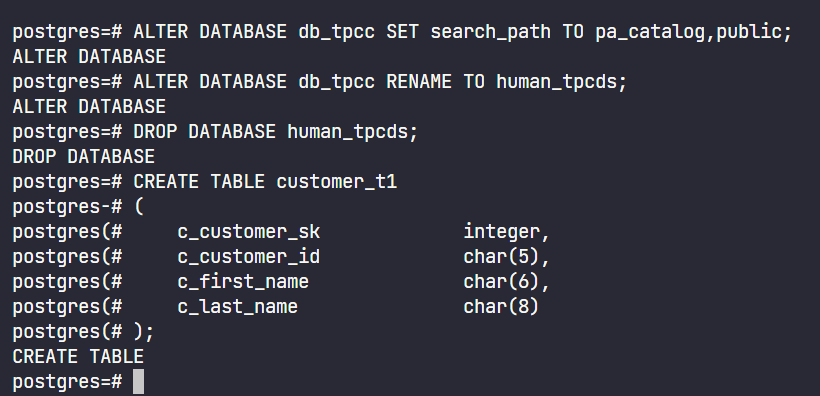 postgres=# ALTER DATABASE db_tpcc SET search_path TO pa_catalog,public;
ALTER DATABASE
postgres=# ALTER DATABASE db_tpcc RENAME TO human_tpcds;
ALTER DATABASE
postgres=# DROP DATABASE human_tpcds;
DROP DATABASE
postgres=# CREATE TABLE customer_t1
postgres-# (
postgres(#     c_customer_sk             integer,
postgres(#     c_customer_id             char(5),
postgres(#     c_first_name              char(6),
postgres(#     c_last_name               char(8)
postgres(# );
CREATE TABLE
postgres=#